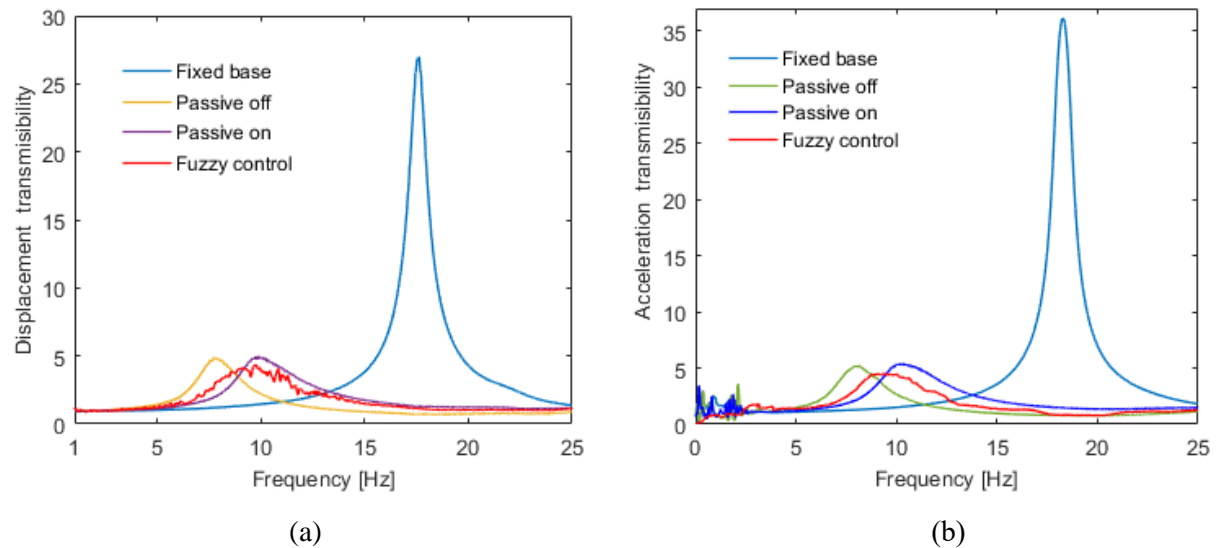 30
25
20
15
10
5
0
Displacement transmisibility
Fixed base
Passive off
Passive on
Fuzzy control
1 5 10 15 20 25
Frequency [Hz]
(a)
35
30
25
20
15
10
5
0
Acceleration transmisibility
Fixed base
Passive off
Passive on
Fuzzy control
0 5 10 15 20 25
Frequency [Hz]
(b)